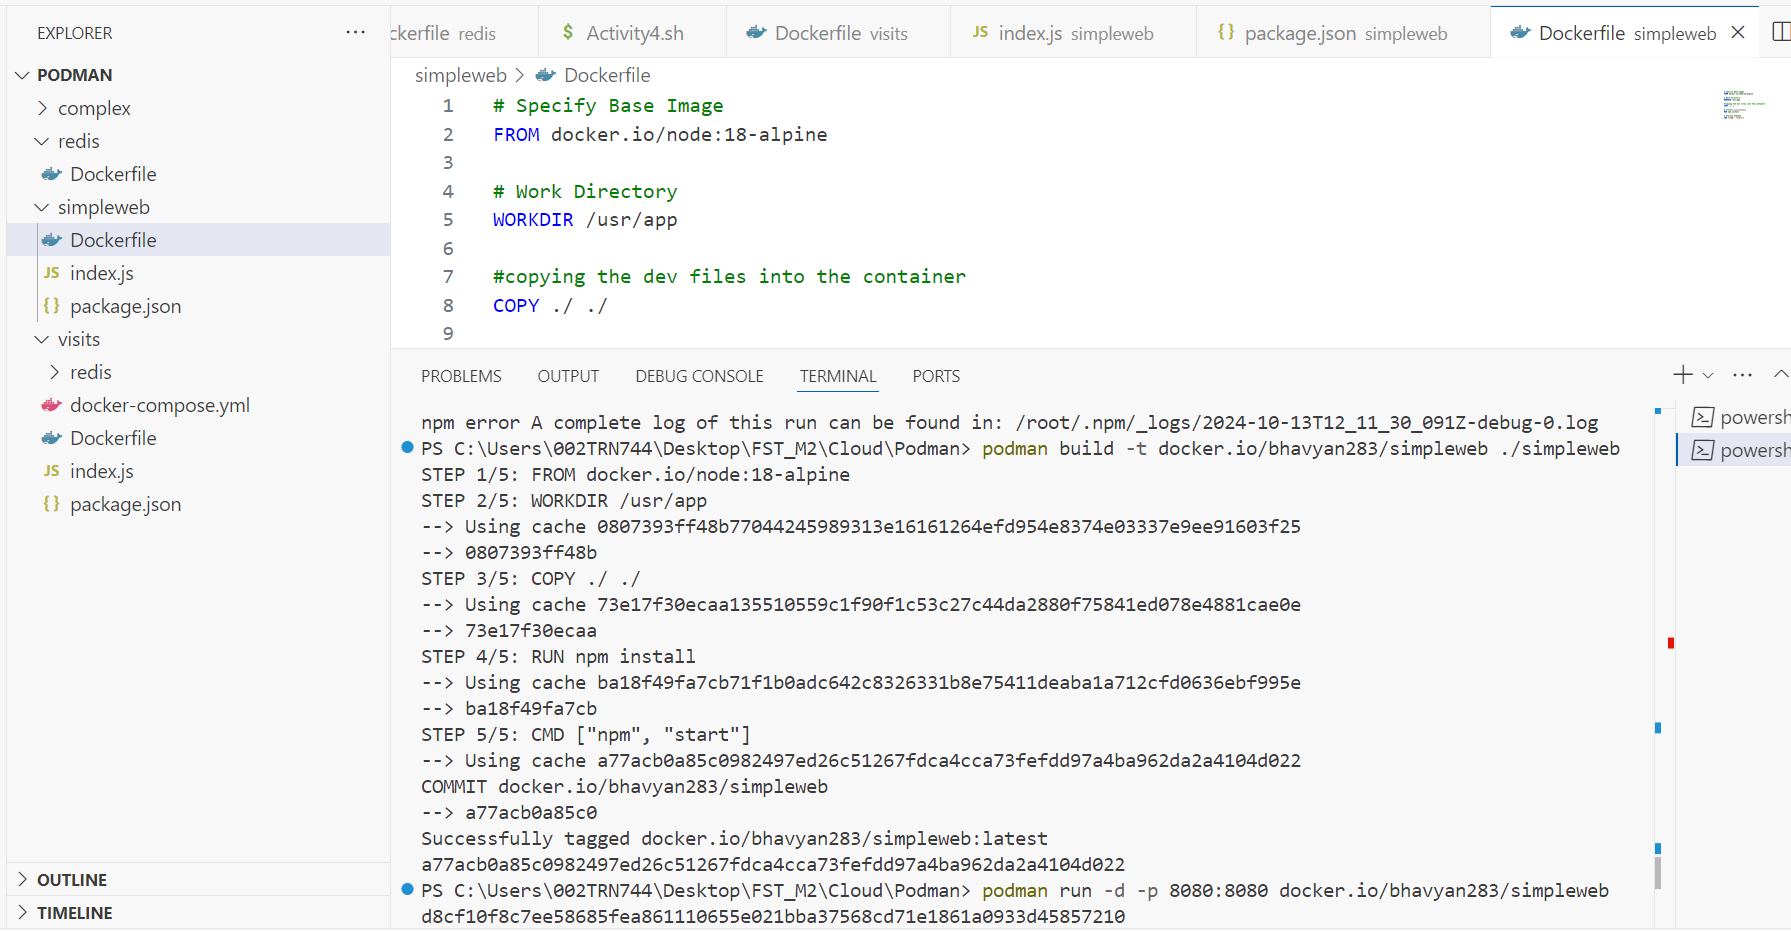 EXPLORER
PODMAN
complex
redis
Dockerfile
simpleweb
Dockerfile
JS index.js
{} package.json
visits
redis
docker-compose.yml
Dockerfile
JS index.js
{} package.json
OUTLINE
TIMELINE
ckerfile redis
$ Activity4.sh
Dockerfile visits
JS index.js simpleweb
{} package.json simpleweb
Dockerfile simpleweb
simpleweb > Dockerfile
1 # Specify Base Image
2 FROM docker.io/node:18-alpine
3
4 # Work Directory
5 WORKDIR /usr/app
6
7 #copying the dev files into the container
8 COPY ./ ./
9
PROBLEMS OUTPUT DEBUG CONSOLE TERMINAL PORTS
npm error A complete log of this run can be found in: /root/.npm/_logs/2024-10-13T12_11_30_091Z-debug-0.log
PS C:\Users\002TRN744\Desktop\FST_M2\Cloud\Podman> podman build -t docker.io/bhavyan283/simpleweb ./simpleweb
STEP 1/5: FROM docker.io/node:18-alpine
STEP 2/5: WORKDIR /usr/app
--> Using cache 0807393ff48b77044245989313e16161264efd954e8374e03337e9ee91603f25
--> 0807393ff48b
STEP 3/5: COPY ./ ./
--> Using cache 73e17f30ecaa135510559c1f90f1c53c27c44da2880f75841ed078e4881cae0e
--> 73e17f30ecaa
STEP 4/5: RUN npm install
--> Using cache ba18f49fa7cb71f1b0adc642c8326331b8e75411deaba1a712cfd0636ebf995e
--> ba18f49fa7cb
STEP 5/5: CMD ["npm", "start"]
--> Using cache a77acb0a85c0982497ed26c51267fdca4cca73fefdd97a4ba962da2a4104d022
COMMIT docker.io/bhavyan283/simpleweb
--> a77acb0a85c0
Successfully tagged docker.io/bhavyan283/simpleweb:latest
a77acb0a85c0982497ed26c51267fdca4cca73fefdd97a4ba962da2a4104d022
PS C:\Users\002TRN744\Desktop\FST_M2\Cloud\Podman> podman run -d -p 8080:8080 docker.io/bhavyan283/simpleweb
d8cf10f8c7ee58685fea861110655e021bba37568cd71e1861a0933d45857210
powersh
powersh